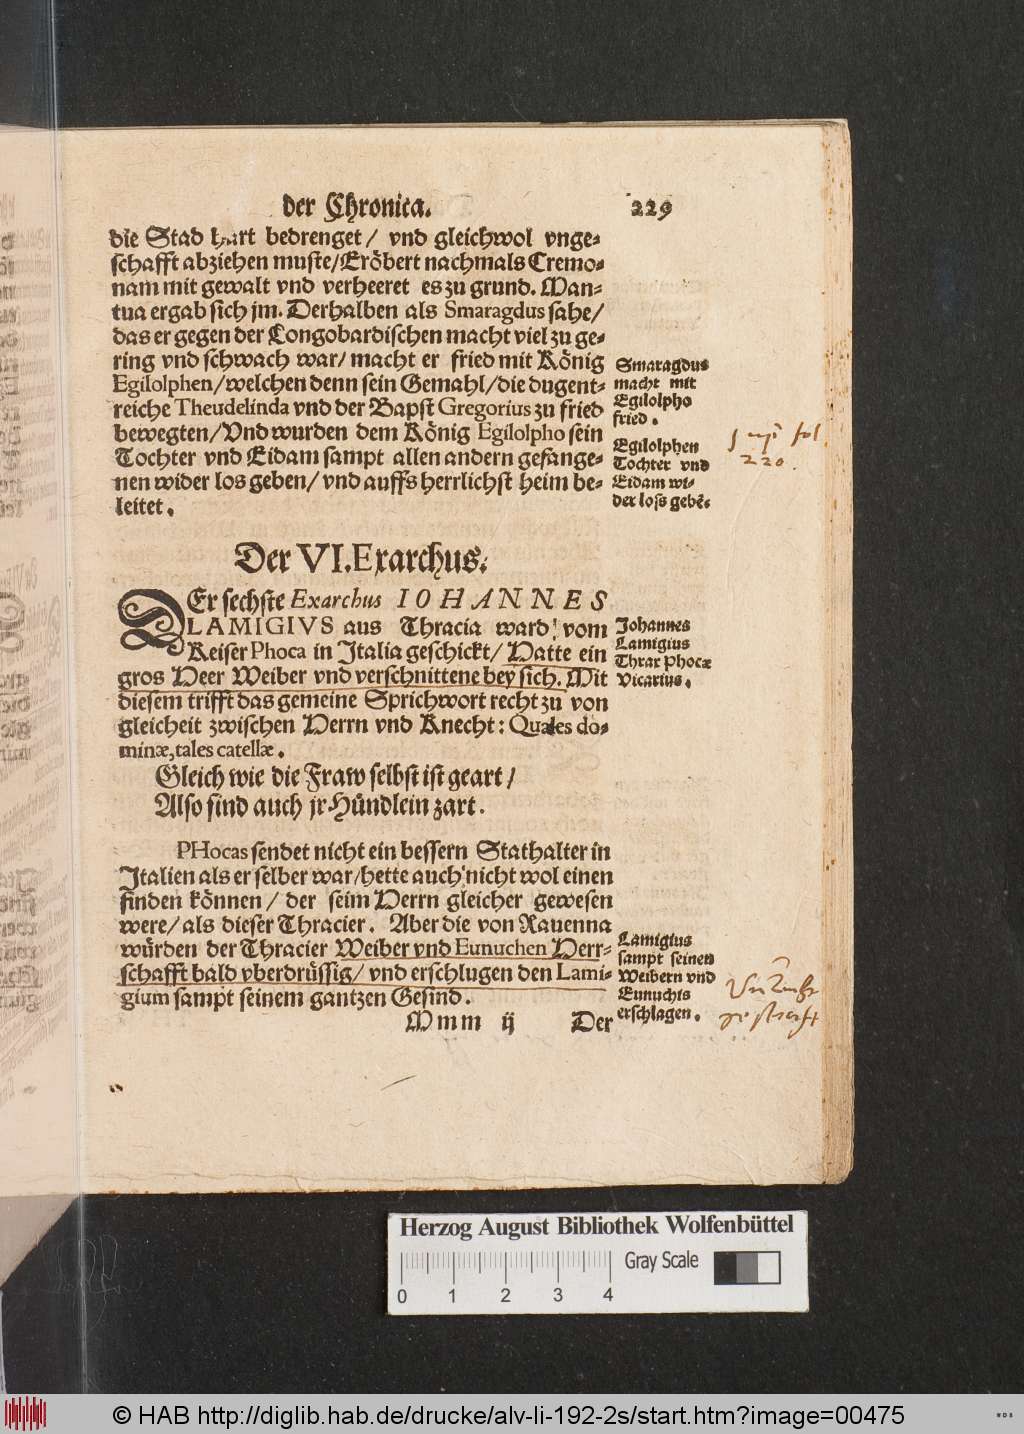 der Chronica. 229
die Stad hart bedrenget / vnd gleichwol vnge-
schafft abziehen muste/Eröbert nachmals Cremo-
nam mit gewalt vnd verheeret es zu grund. Man-
tua ergab sich jm. Derhalben als Smaragdus sahe/
das er gegen der Longobardischen macht viel zu ge-
ring vnd schwach war/ macht er fried mit König
Egilolphen/welchen denn sein Gemahl/die dugent-
reiche Theudelinda vnd der Bapst Gregorius zu fried
bewegten/Vnd wurden dem König Egilolpho sein
Tochter vnd Eidam sampt allen andern gefange-
nen wider los geben/ vnd auffs herrlichst heim be-
leitet.
Smaragdus
macht mit
Egilolpho
fried.
Egilolphen
Tochter vnd
Eidam wi-
der loss gebẽ.
fol
220.
Der VI. Exarchus.
DEr sechste Exarchus IOHANNES
LAMIGIVS aus Thracia ward! vom
Keiser Phoca in Italia geschickt/ Hatte ein
gros Heer Weiber vnd verschnittene bey sich. Mit
diesem trifft das gemeine Sprichwort recht zu von
gleicheit zwischen Herrn vnd Knecht: Quales do-
minæ, tales catellæ.
Johannes
Lamigius
Thrax Phocæ
Vicarius.
Gleich wie die Fraw selbst ist geart /
Also sind auch jr Hündlein zart.
PHocas sendet nicht ein bessern Stathalter in
Italien als er selber war/hette auch nicht wol einen
finden können / der seim Herrn gleicher gewesen
were/ als dieser Thracier. Aber die von Rauenna
würden der Thracier Weiber vnd Eunuchen Herr-
schafft bald vberdrüssig/ vnd erschlugen den Lami-
gium sampt seinem gantzen Gesind.
Lamigius
sampt seinen
Weibern vnd
Eunuchis
erschlagen.
Vnzucht
gestrafft
Mmm ij Der
Herzog August Bibliothek Wolfenbüttel
Gray Scale
0 1 2 3 4
© HAB http://diglib.hab.de/drucke/alv-li-192-2s/start.htm?image=00475